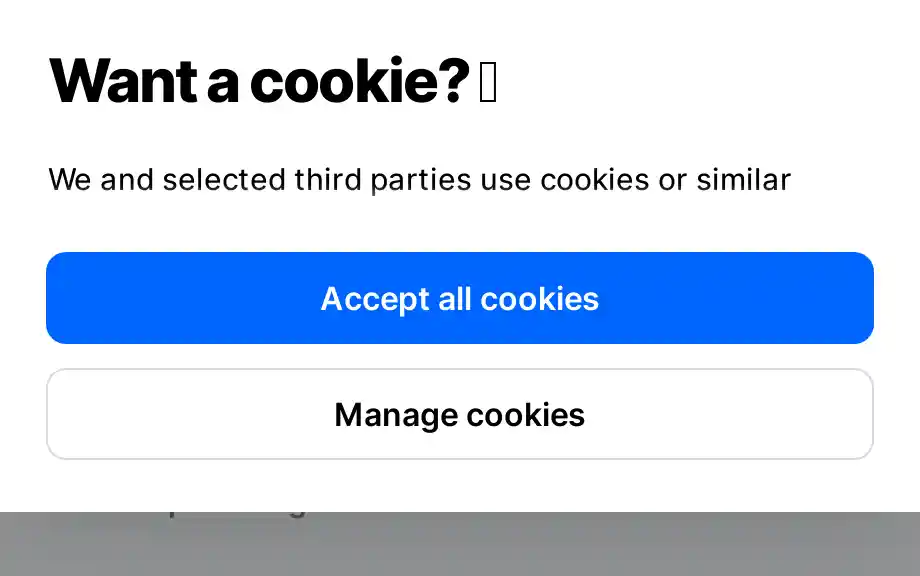 Want a cookie?
We and selected third parties use cookies or similar
Accept all cookies
Manage cookies